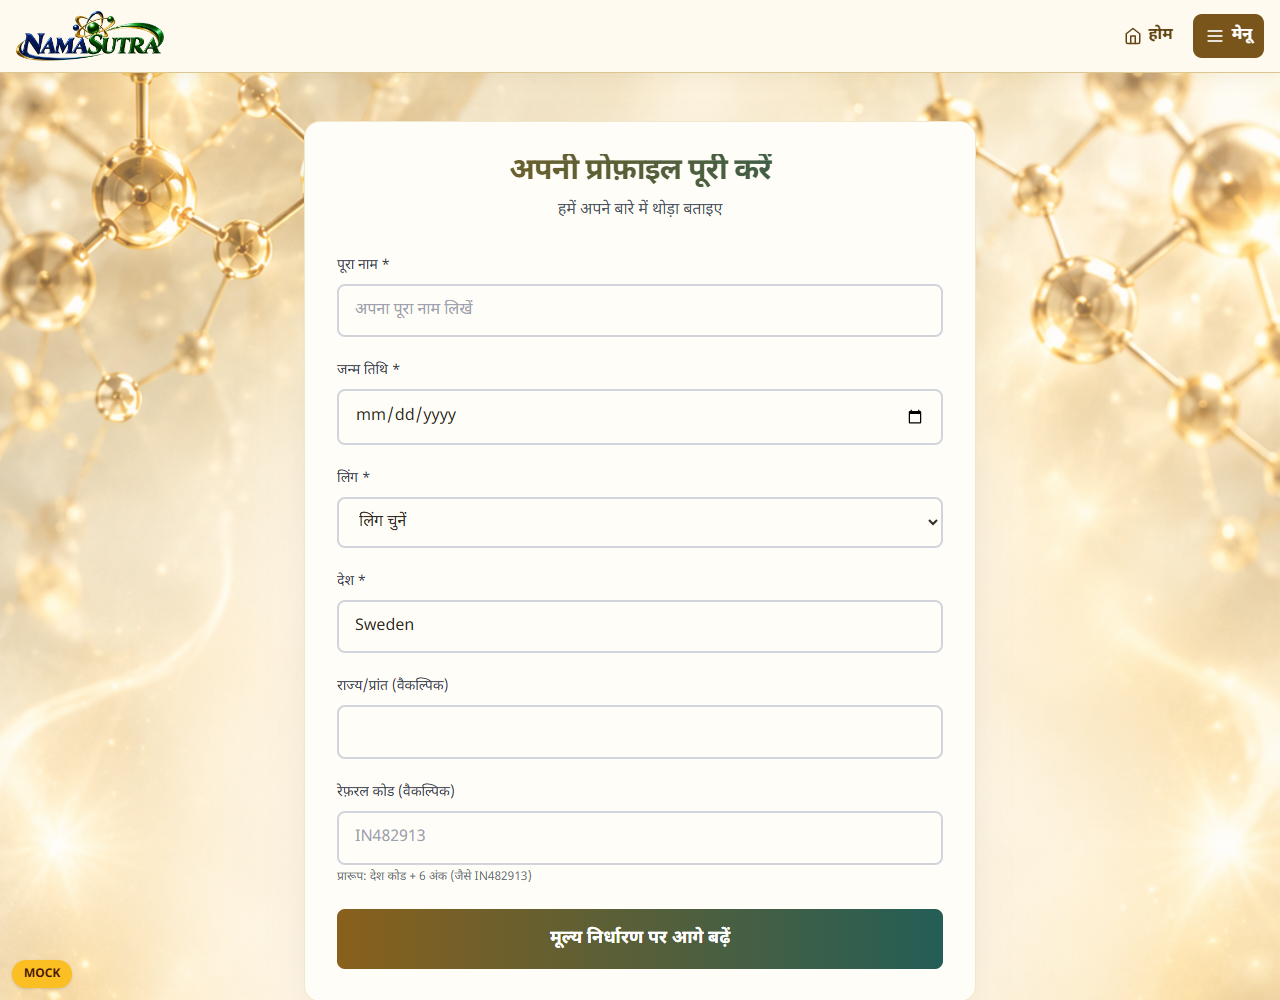 NAMASUTRA
होम
मेनू
अपनी प्रोफ़ाइल पूरी करें
हमें अपने बारे में थोड़ा बताइए
पूरा नाम *
अपना पूरा नाम लिखें
जन्म तिथि *
mm/dd/yyyy
लिंग *
लिंग चुनें
देश *
Sweden
राज्य/प्रांत (वैकल्पिक)
रेफ़रल कोड (वैकल्पिक)
IN482913
प्रारूप: देश कोड + 6 अंक (जैसे IN482913)
मूल्य निर्धारण पर आगे बढ़ें
MOCK